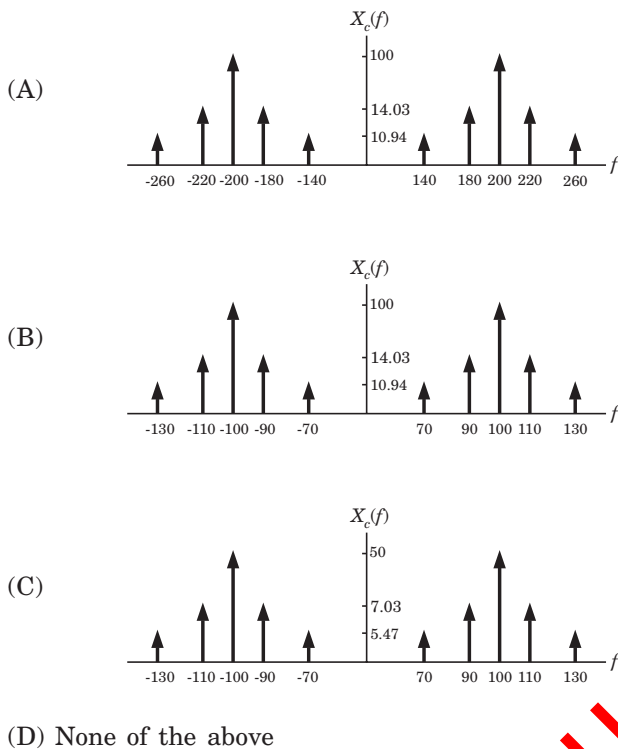 X_c(f)
100
(A)
14.03
10.94
-260 -220 -200 -180 -140 140 180 200 220 260 f
X_c(f)
100
(B)
14.03
10.94
-130 -110 -100 -90 -70 70 90 100 110 130 f
X_c(f)
50
(C)
7.03
5.47
-130 -110 -100 -90 -70 70 90 100 110 130 f
(D) None of the above